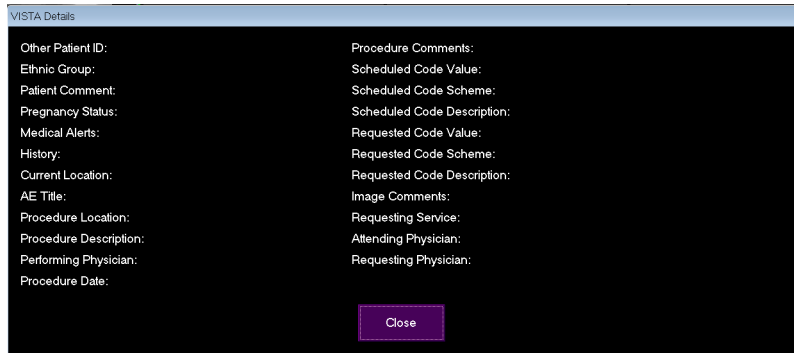 VISTA Details
Other Patient ID:
Ethnic Group:
Patient Comment:
Pregnancy Status:
Medical Alerts:
History:
Current Location:
AE Title:
Procedure Location:
Procedure Description:
Performing Physician:
Procedure Date:
Procedure Comments:
Scheduled Code Value:
Scheduled Code Scheme:
Scheduled Code Description:
Requested Code Value:
Requested Code Scheme:
Requested Code Description:
Image Comments:
Requesting Service:
Attending Physician:
Requesting Physician:
Close